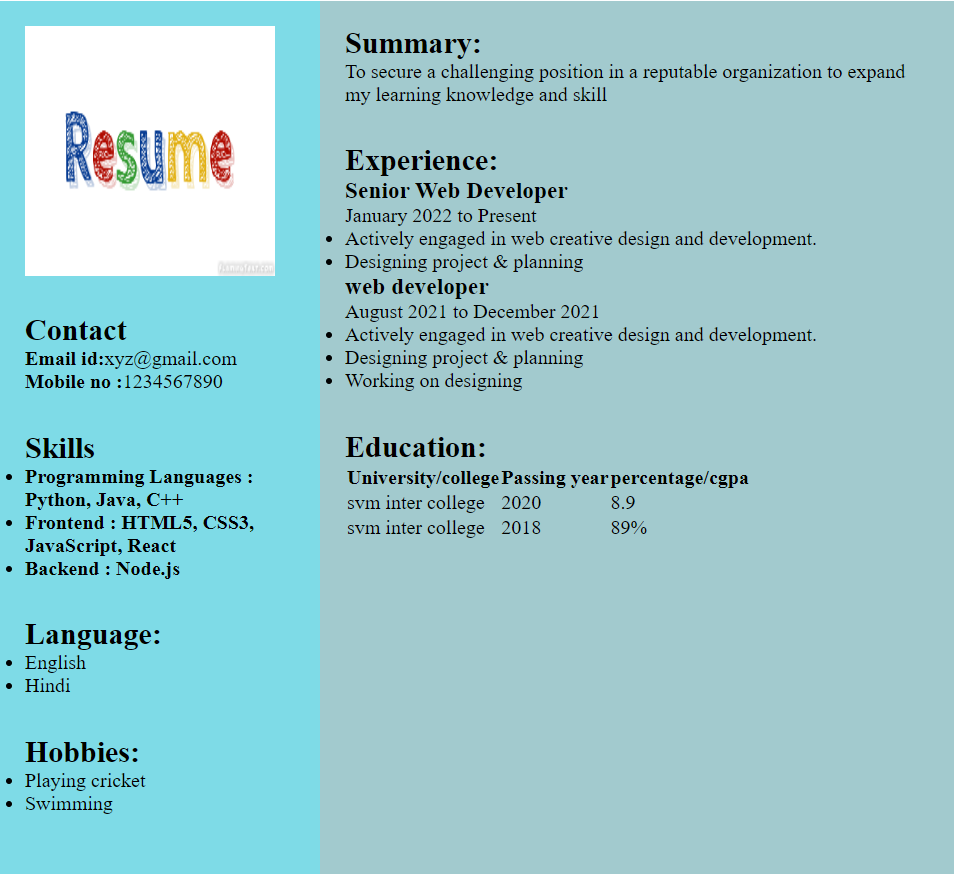 Resume
Contact
Email id:xyz@gmail.com
Mobile no :1234567890
Skills
• Programming Languages :
Python, Java, C++
• Frontend : HTML5, CSS3,
JavaScript, React
• Backend : Node.js
Language:
• English
• Hindi
Hobbies:
• Playing cricket
• Swimming
Summary:
To secure a challenging position in a reputable organization to expand
my learning knowledge and skill
Experience:
Senior Web Developer
January 2022 to Present
• Actively engaged in web creative design and development.
• Designing project & planning
web developer
August 2021 to December 2021
• Actively engaged in web creative design and development.
• Designing project & planning
• Working on designing
Education:
University/college Passing year percentage/cgpa
svm inter college 2020 8.9
svm inter college 2018 89%